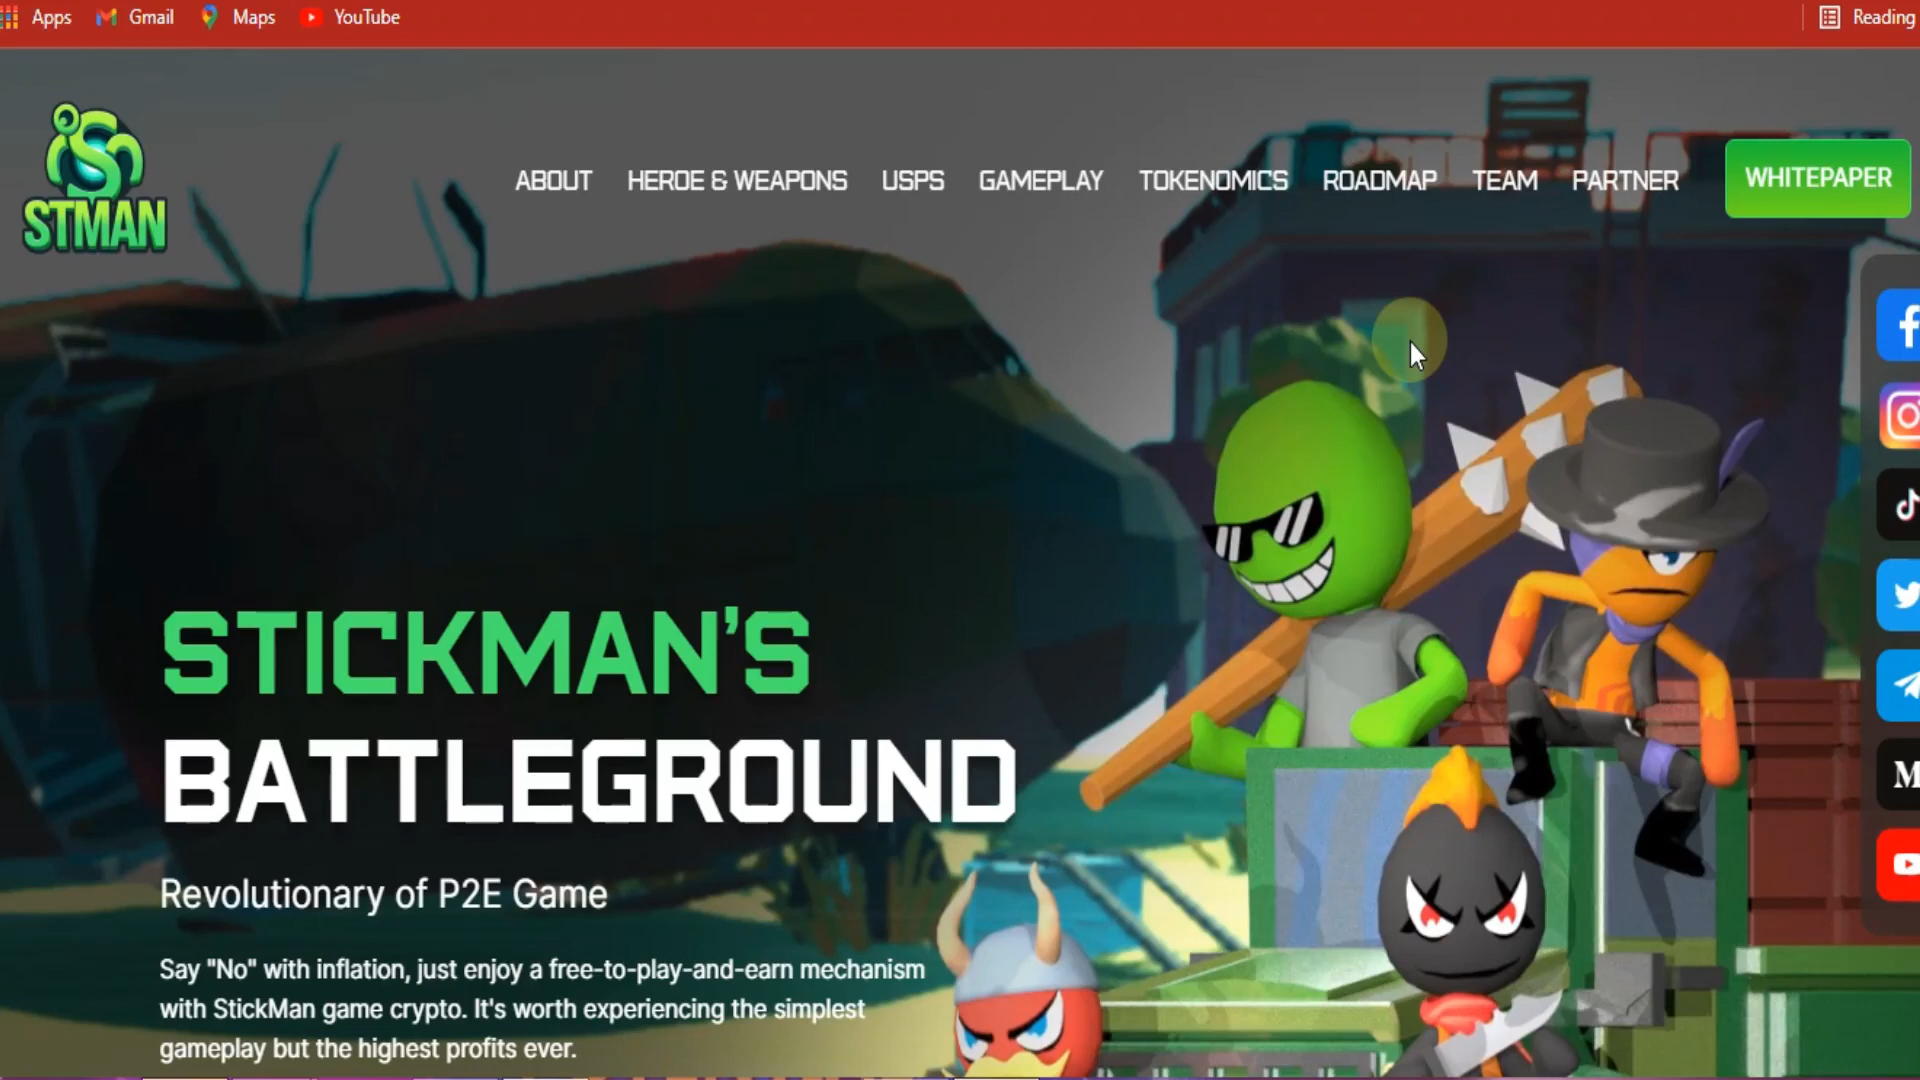 Apps Gmail Maps YouTube Reading
STMAN
ABOUT HEROE & WEAPONS USPS GAMEPLAY TOKENOMICS ROADMAP TEAM PARTNER WHITEPAPER
STICKMAN'S
BATTLEGROUND
Revolutionary of P2E Game
Say "No" with inflation, just enjoy a free-to-play-and-earn mechanism
with StickMan game crypto. It's worth experiencing the simplest
gameplay but the highest profits ever.